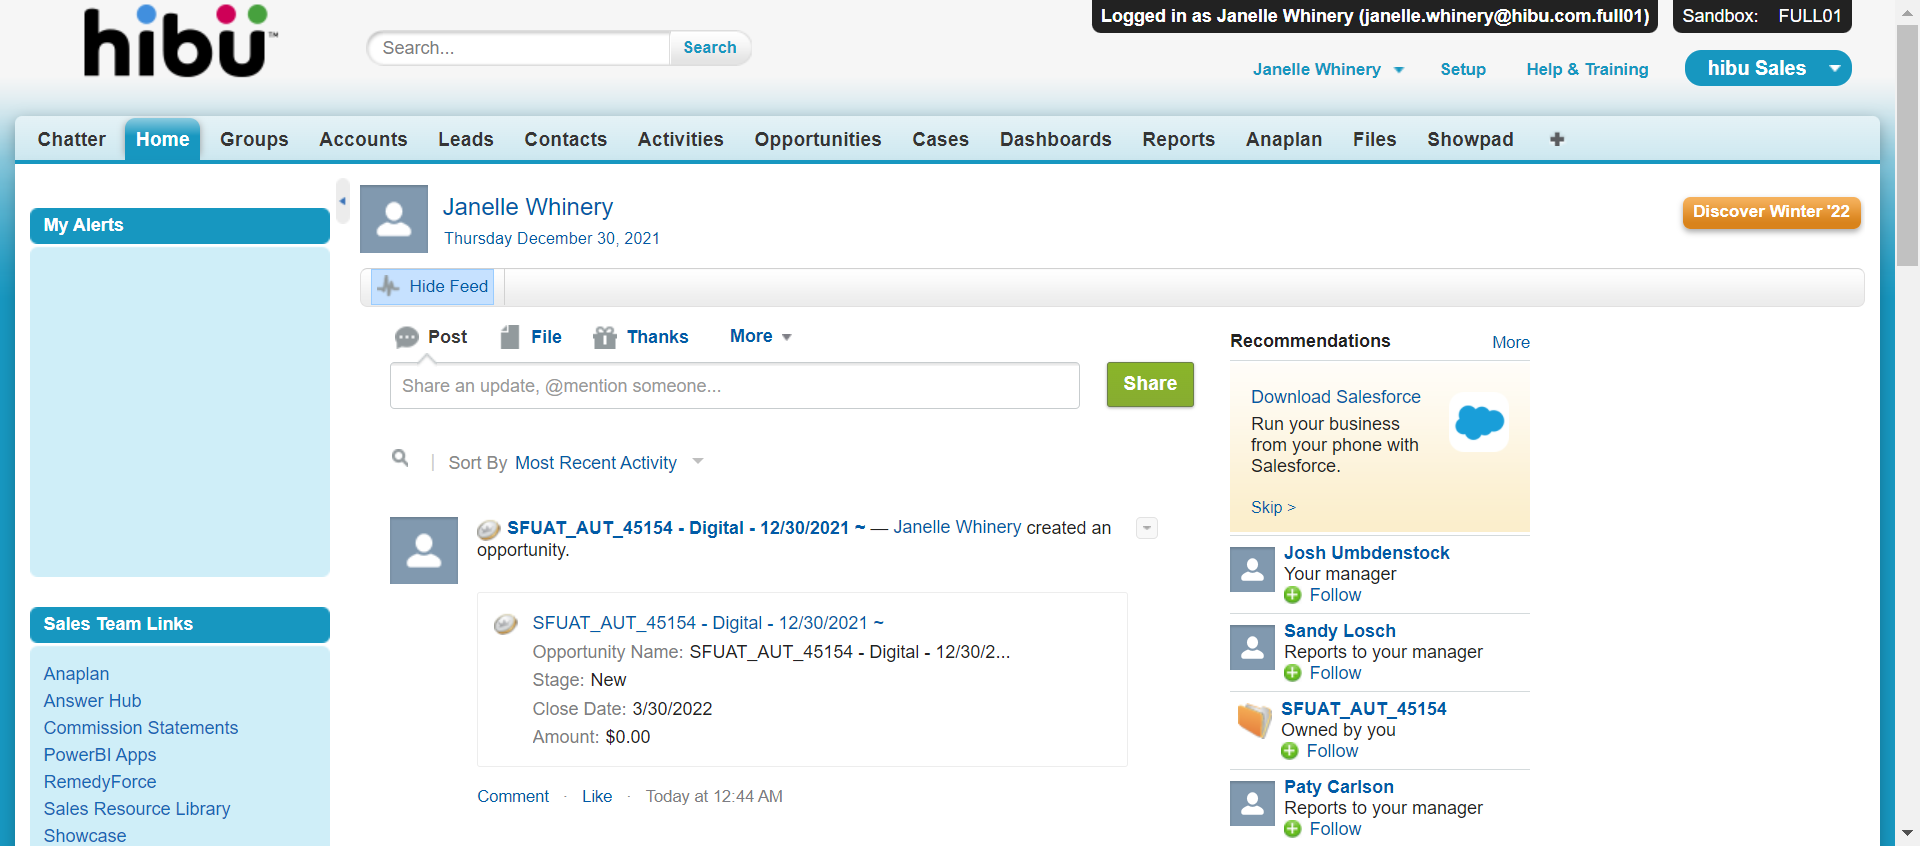 hibu™
Search...
Search
Logged in as Janelle Whinery (janelle.whinery@hibu.com.full01)
Sandbox: FULL01
Janelle Whinery
Setup
Help & Training
hibu Sales
Chatter
Home
Groups
Accounts
Leads
Contacts
Activities
Opportunities
Cases
Dashboards
Reports
Anaplan
Files
Showpad
My Alerts
Sales Team Links
Anaplan
Answer Hub
Commission Statements
PowerBI Apps
RemedyForce
Sales Resource Library
Showcase
Janelle Whinery
Thursday December 30, 2021
Discover Winter '22
Hide Feed
Post
File
Thanks
More
Share an update, @mention someone...
Share
Sort By Most Recent Activity
SFUAT_AUT_45154 - Digital - 12/30/2021 ~ — Janelle Whinery created an
opportunity.
SFUAT_AUT_45154 - Digital - 12/30/2021 ~
Opportunity Name: SFUAT_AUT_45154 - Digital - 12/30/2...
Stage: New
Close Date: 3/30/2022
Amount: $0.00
Comment · Like · Today at 12:44 AM
Recommendations
More
Download Salesforce
Run your business
from your phone with
Salesforce.
Skip >
Josh Umbdenstock
Your manager
Follow
Sandy Losch
Reports to your manager
Follow
SFUAT_AUT_45154
Owned by you
Follow
Paty Carlson
Reports to your manager
Follow